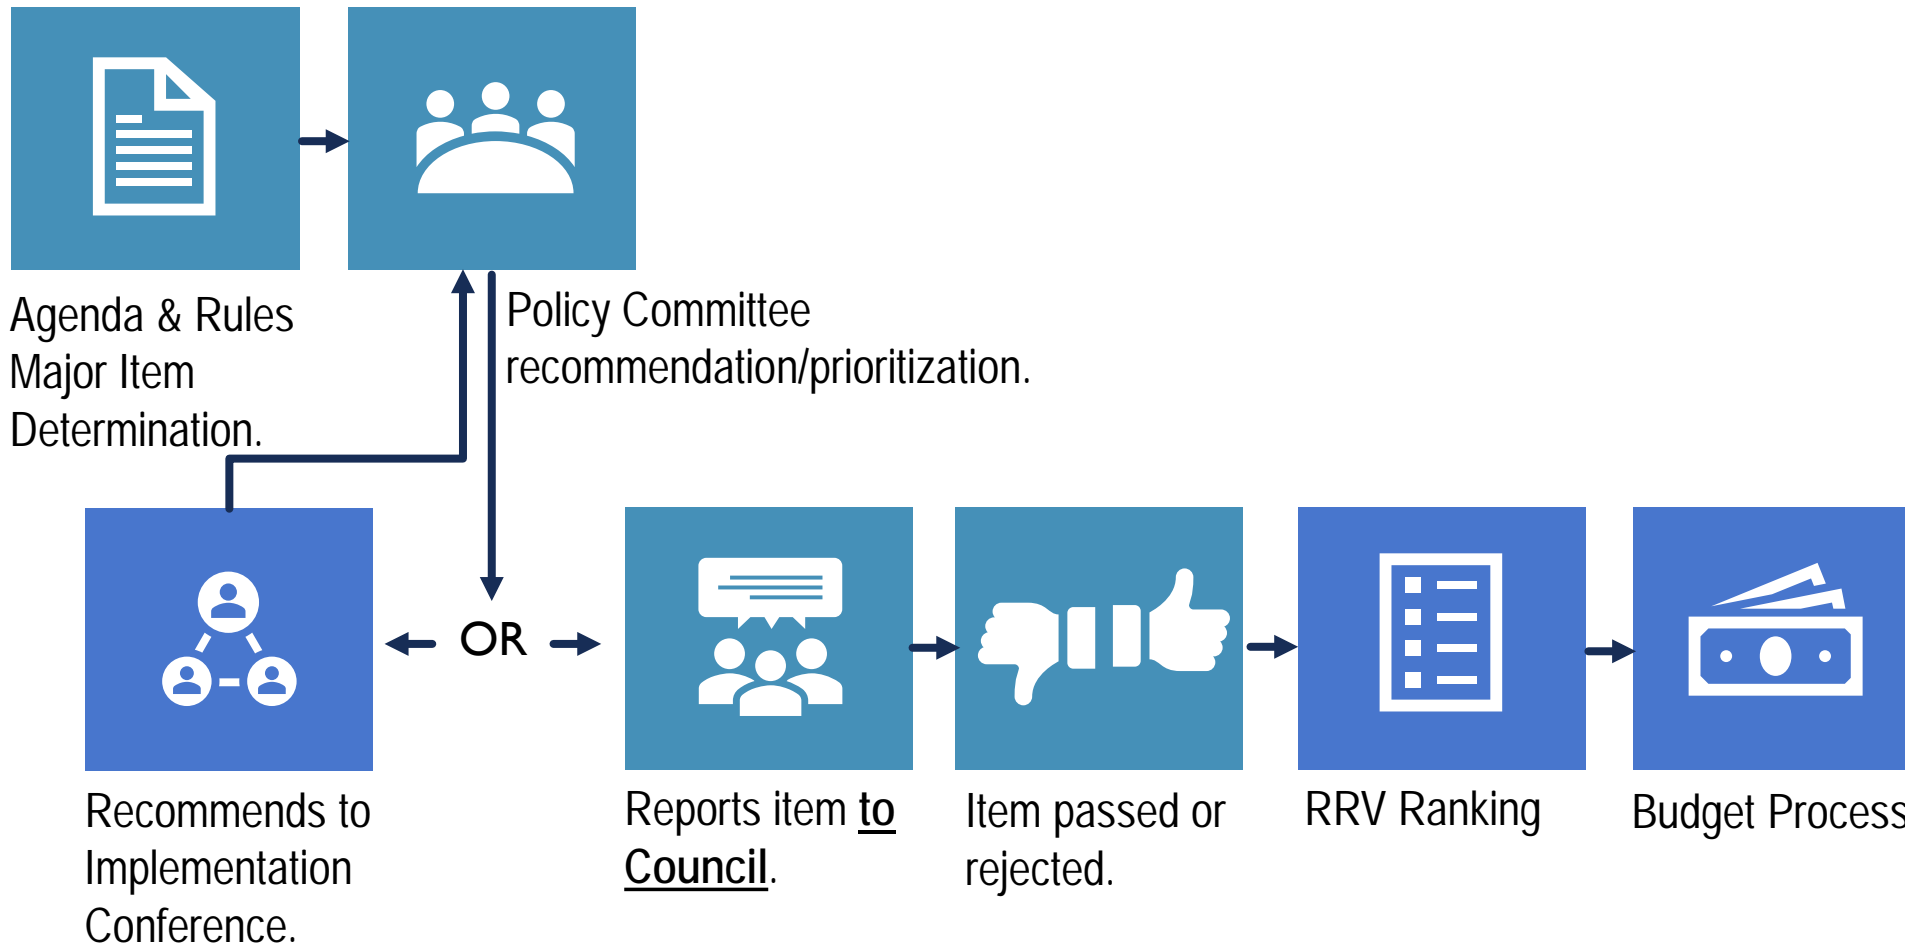 Agenda & Rules
Major Item
Determination.
Policy Committee
recommendation/prioritization.
OR
Recommends to
Implementation
Conference.
Reports item to
Council.
Item passed or
rejected.
RRV Ranking
Budget Process